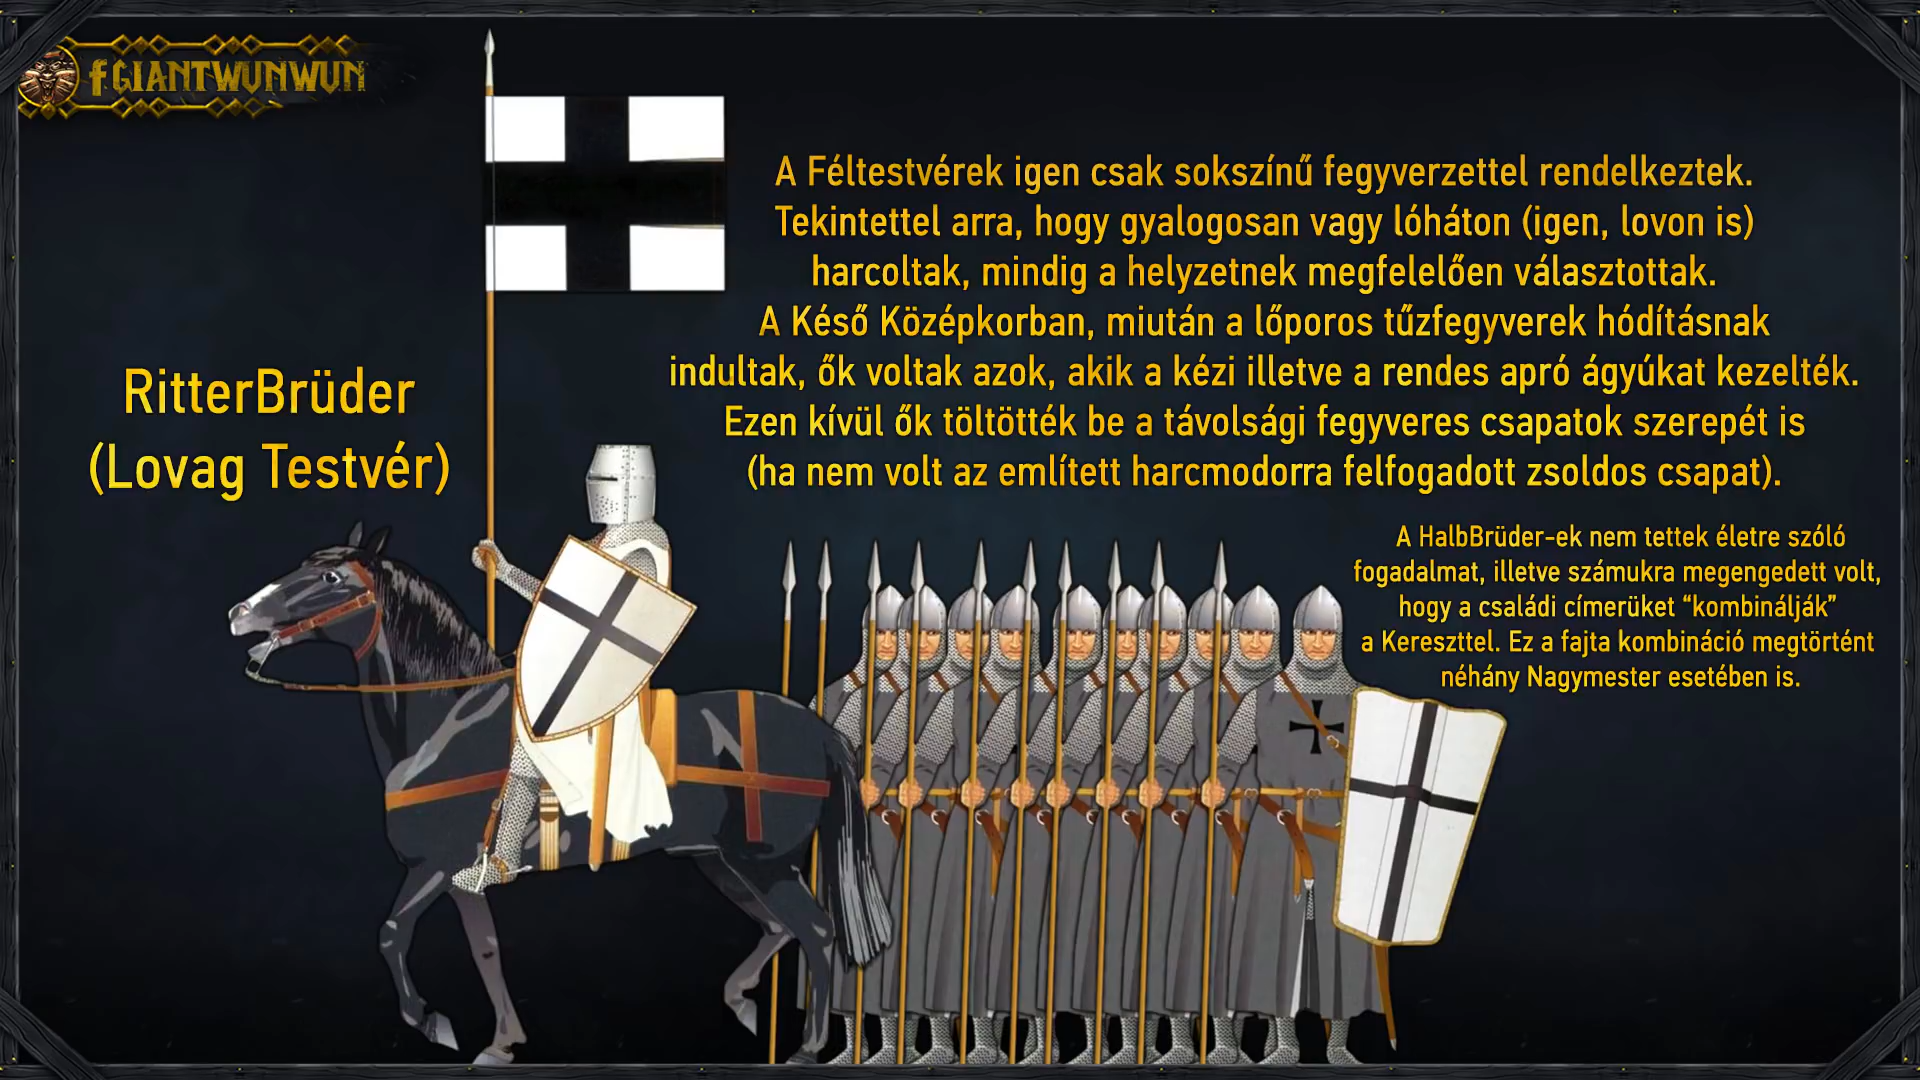 FGIANTWUNWUN
A Féltestvérek igen csak sokszínű fegyverzettel rendelkeztek.
Tekintettel arra, hogy gyalogosan vagy lóháton (igen, lovon is)
harcoltak, mindig a helyzetnek megfelelően választottak.
A Késő Középkorban, miután a lőporos tűzfegyverek hódításnak
indultak, ők voltak azok, akik a kézi illetve a rendes apró ágyúkat kezelték.
Ezen kívül ők töltötték be a távolsági fegyveres csapatok szerepét is
(ha nem volt az említett harcmodorra felfogadott zsoldos csapat).
RitterBrüder
(Lovag Testvér)
A HalbBrüder-ek nem tettek életre szóló
fogadalmat, illetve számukra megengedett volt,
hogy a családi címerüket “kombinálják”
a Kereszttel. Ez a fajta kombináció megtörtént
néhány Nagymester esetében is.